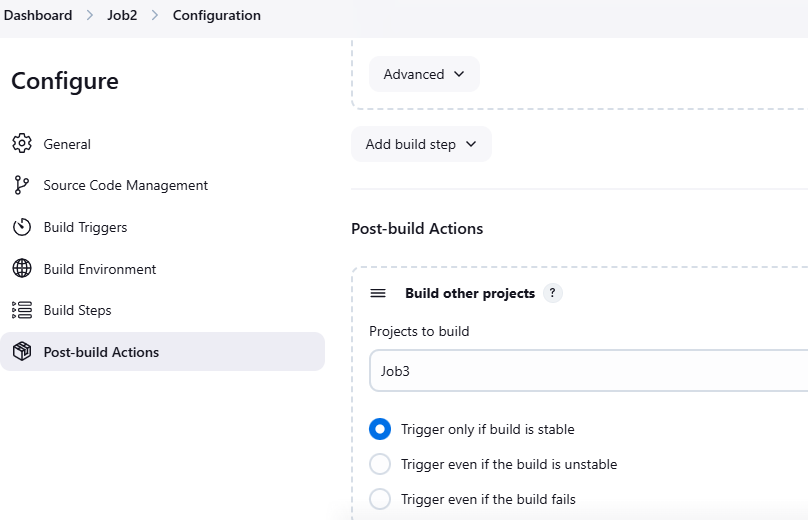 Dashboard > Job2 > Configuration
Configure
General
Source Code Management
Build Triggers
Build Environment
Build Steps
Post-build Actions
Advanced
Add build step
Post-build Actions
Build other projects ?
Projects to build
Job3
Trigger only if build is stable
Trigger even if the build is unstable
Trigger even if the build fails